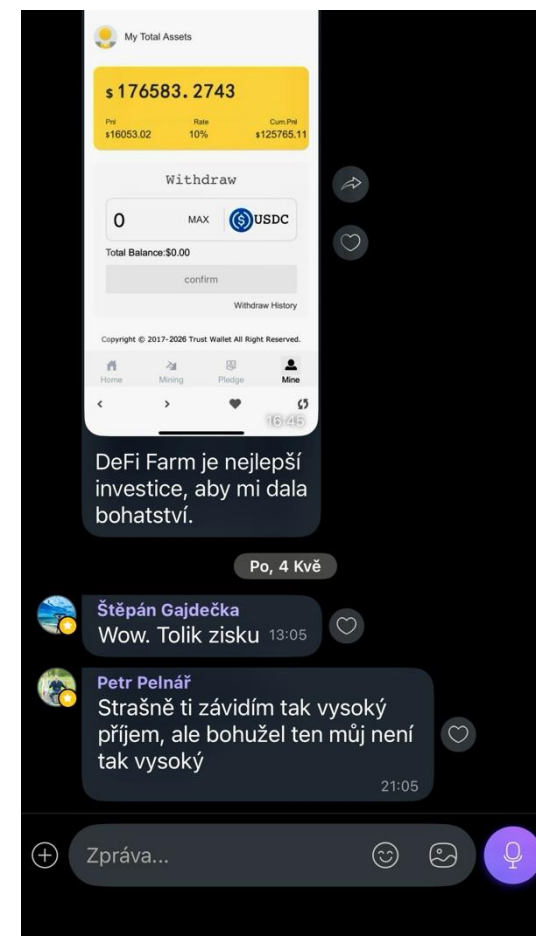 My Total Assets
$176583.2743
Pnl Rate Cum.Pnl
$16053.02 10% $125765.11
Withdraw
0 MAX USDC
Total Balance:$0.00
confirm
Withdraw History
Copyright © 2017-2026 Trust Wallet All Right Reserved.
Home Mining Pledge Mine
16:45
DeFi Farm je nejlepší
investice, aby mi dala
bohatství.
Po, 4 Kvě
Štěpán Gajdečka
Wow. Tolik zisku 13:05
Petr Pelnář
Strašně ti závidím tak vysoký
příjem, ale bohužel ten můj není
tak vysoký
21:05
Zpráva...